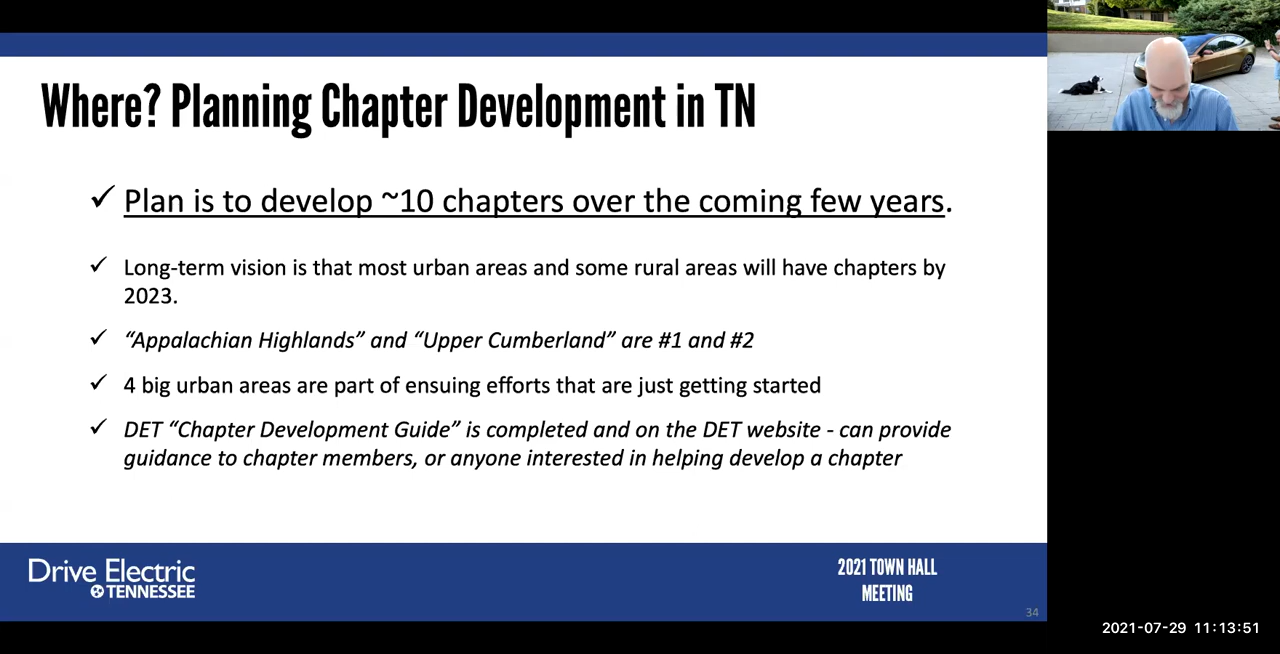 Where? Planning Chapter Development in TN
✓ Plan is to develop ~10 chapters over the coming few years.
✓ Long-term vision is that most urban areas and some rural areas will have chapters by
2023.
✓ “Appalachian Highlands” and “Upper Cumberland” are #1 and #2
✓ 4 big urban areas are part of ensuing efforts that are just getting started
✓ DET “Chapter Development Guide” is completed and on the DET website - can provide
guidance to chapter members, or anyone interested in helping develop a chapter
Drive Electric
TENNESSEE
2021 TOWN HALL
MEETING
34
2021-07-29 11:13:51